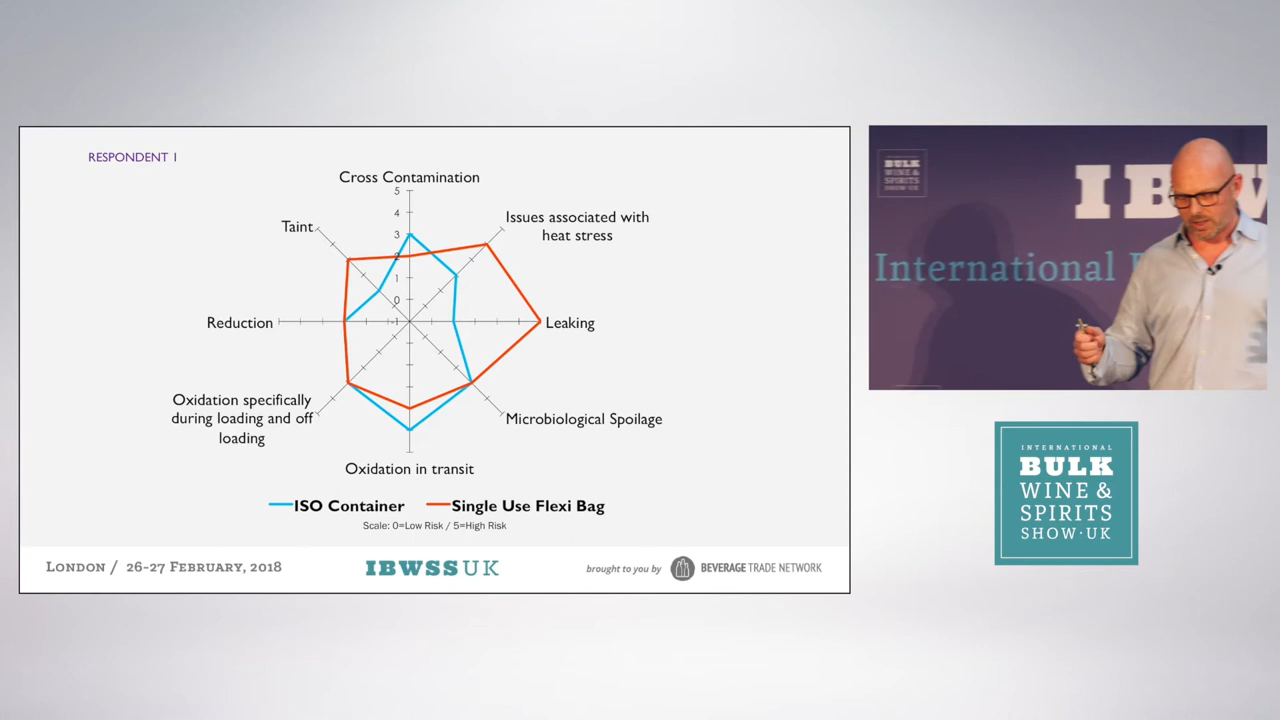 RESPONDENT 1
Cross Contamination
5
4
3
2
1
0
-1
Issues associated with
heat stress
Taint
Leaking
Reduction
Oxidation specifically
during loading and off
loading
Microbiological Spoilage
Oxidation in transit
ISO Container
Single Use Flexi Bag
Scale: 0=Low Risk / 5=High Risk
LONDON / 26-27 FEBRUARY, 2018
IBWSS UK
brought to you by
BEVERAGE TRADE NETWORK
BULK
WINE &
SPIRITS
SHOW·UK
IBW
International
INTERNATIONAL
BULK
WINE &
SPIRITS
SHOW·UK